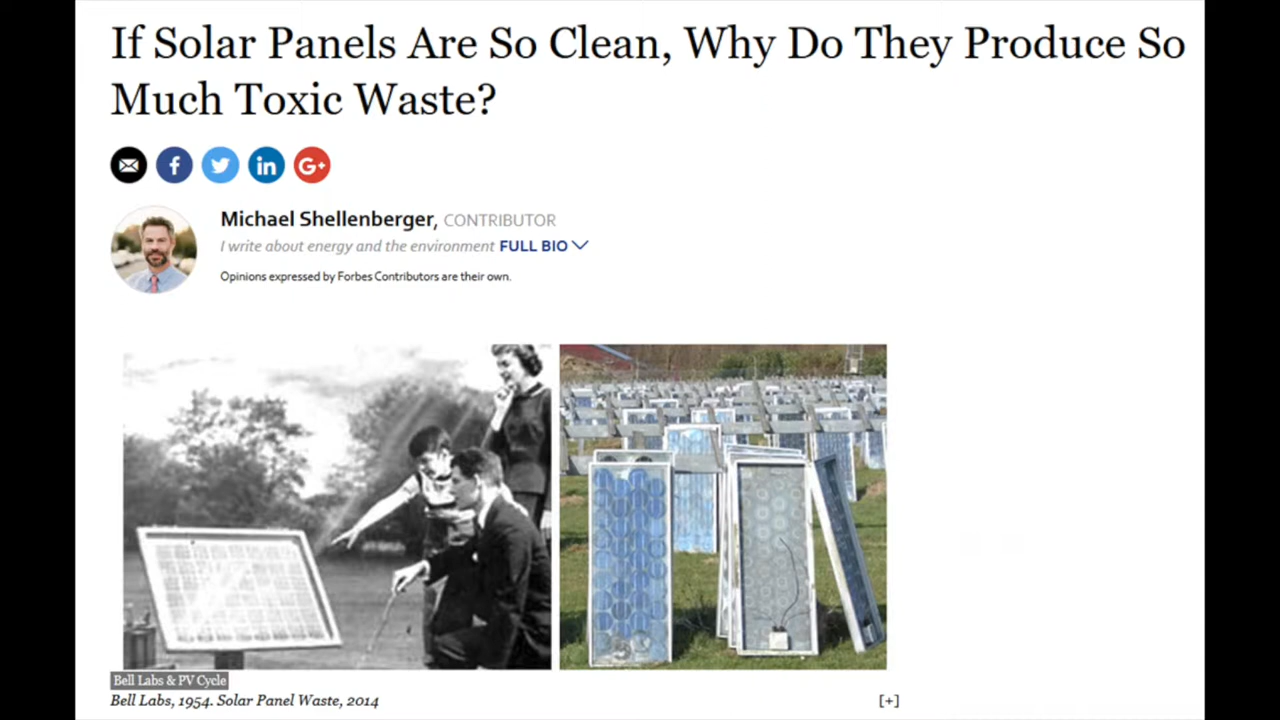 If Solar Panels Are So Clean, Why Do They Produce So
Much Toxic Waste?
f
in
G+
Michael Shellenberger, CONTRIBUTOR
I write about energy and the environment FULL BIO
Opinions expressed by Forbes Contributors are their own.
Bell Labs & PV Cycle
Bell Labs, 1954. Solar Panel Waste, 2014
[+]